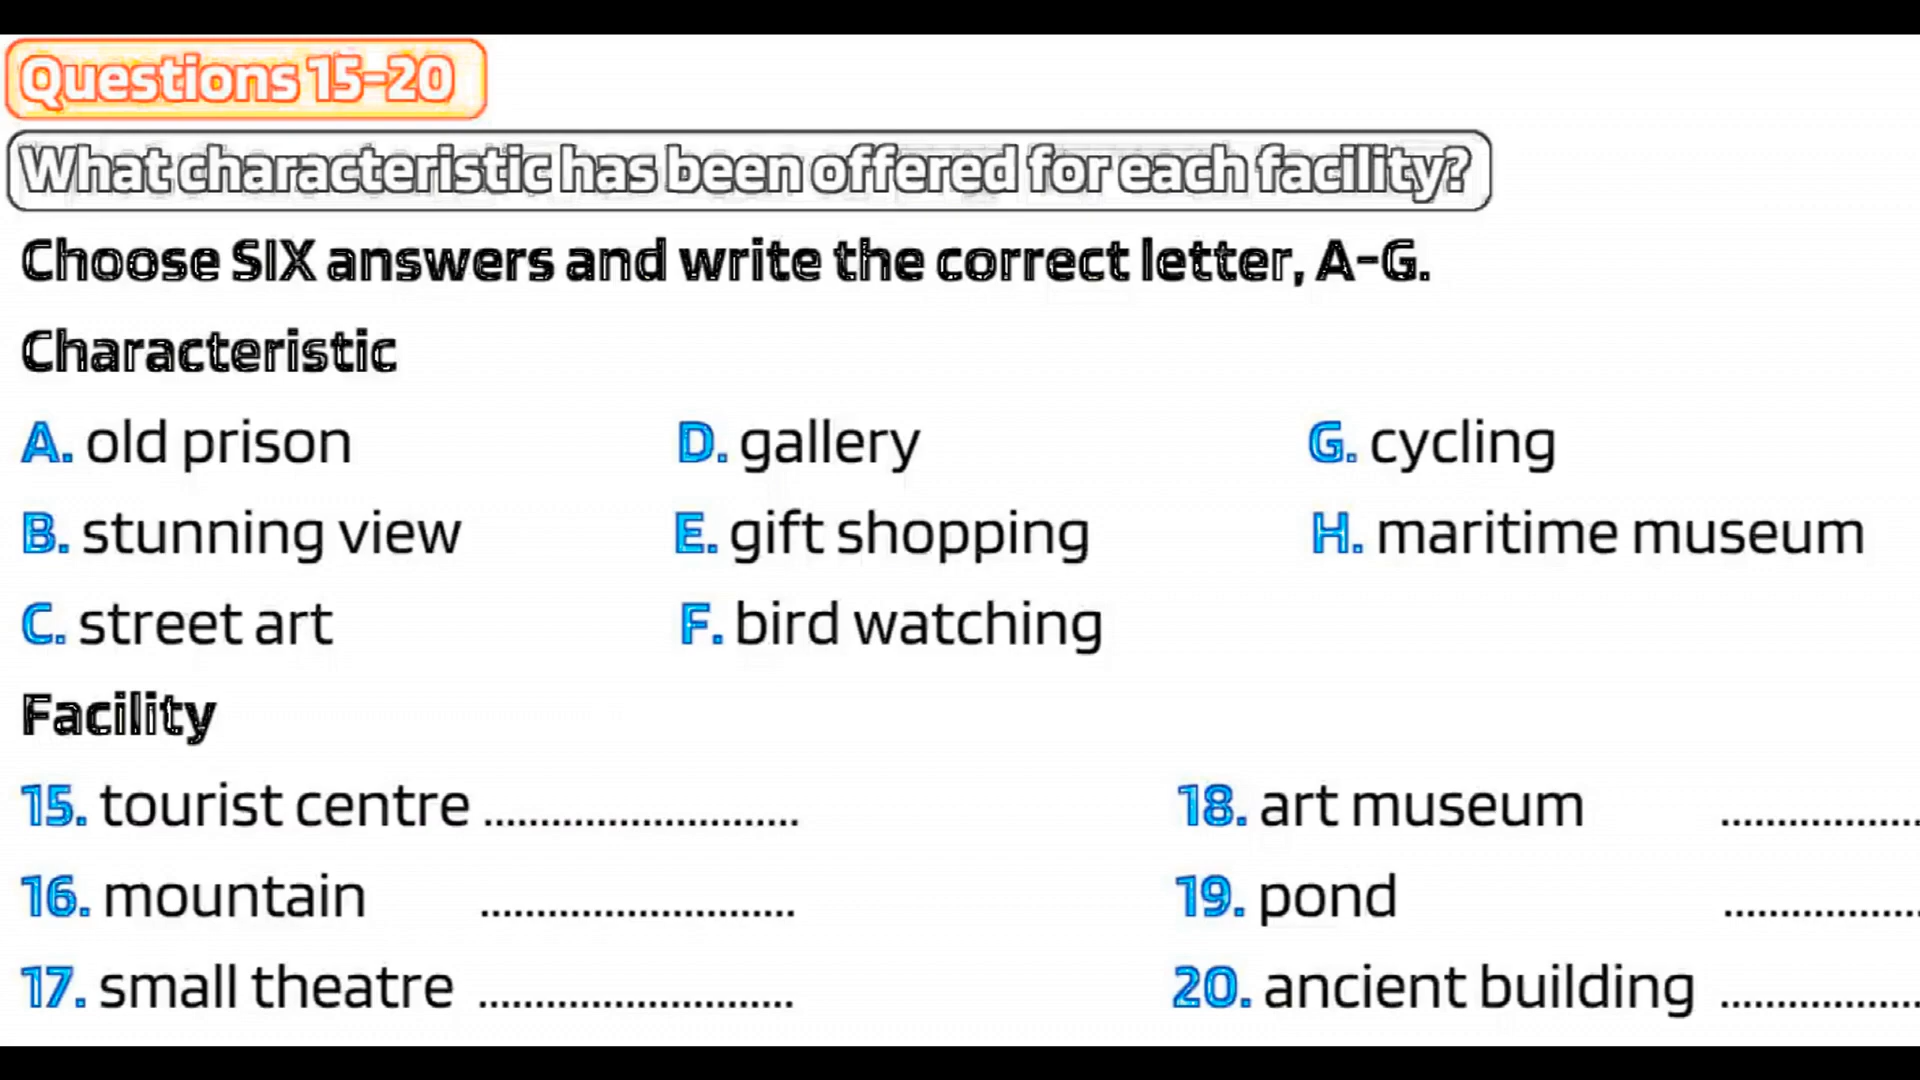 Questions 15-20
What characteristic has been offered for each facility?
Choose SIX answers and write the correct letter, A-G.
Characteristic
A. old prison D. gallery G. cycling
B. stunning view E. gift shopping H. maritime museum
C. street art F. bird watching
Facility
15. tourist centre ............................ 18. art museum ..................
16. mountain ............................ 19. pond ..................
17. small theatre ............................ 20. ancient building ..................